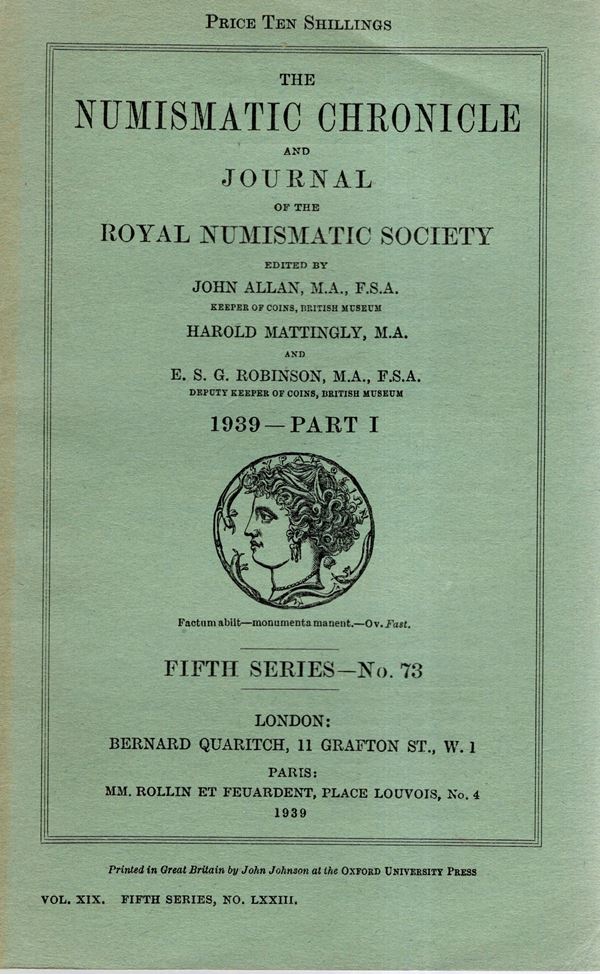 PRICE TEN SHILLINGS
THE
NUMISMATIC CHRONICLE
AND
JOURNAL
OF THE
ROYAL NUMISMATIC SOCIETY
EDITED BY
JOHN ALLAN, M.A., F.S.A.
KEEPER OF COINS, BRITISH MUSEUM
HAROLD MATTINGLY, M.A.
AND
E. S. G. ROBINSON, M.A., F.S.A.
DEPUTY KEEPER OF COINS, BRITISH MUSEUM
1939—PART I
Factum abiit—monumenta manent.—Ov. Fast.
FIFTH SERIES—No. 73
LONDON:
BERNARD QUARITCH, 11 GRAFTON ST., W. 1
PARIS:
MM. ROLLIN ET FEUARDENT, PLACE LOUVOIS, No. 4
1939
Printed in Great Britain by John Johnson at the OXFORD UNIVERSITY PRESS
VOL. XIX. FIFTH SERIES, NO. LXXIII.